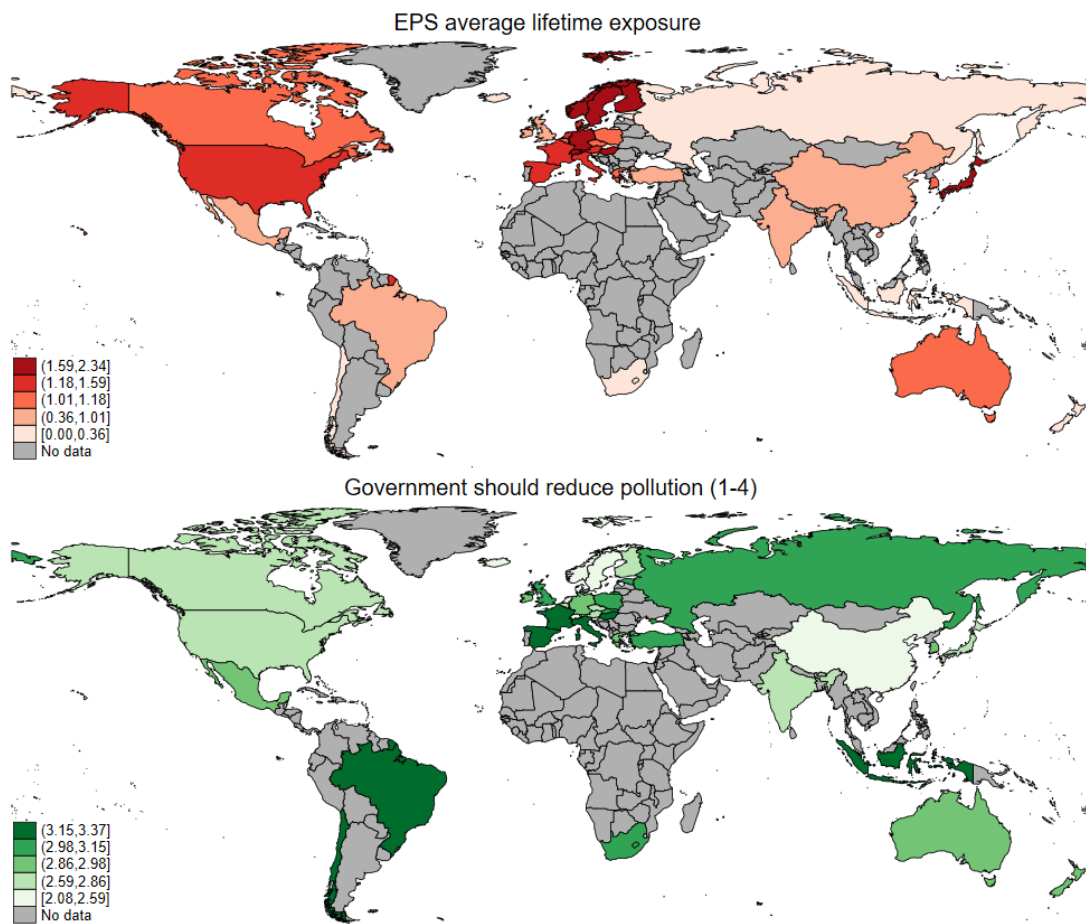 EPS average lifetime exposure
(1.59,2.34]
(1.18,1.59]
(1.01,1.18]
(0.36,1.01]
[0.00,0.36]
No data
Government should reduce pollution (1-4)
(3.15,3.37]
(2.98,3.15]
(2.86,2.98]
(2.59,2.86]
[2.08,2.59]
No data